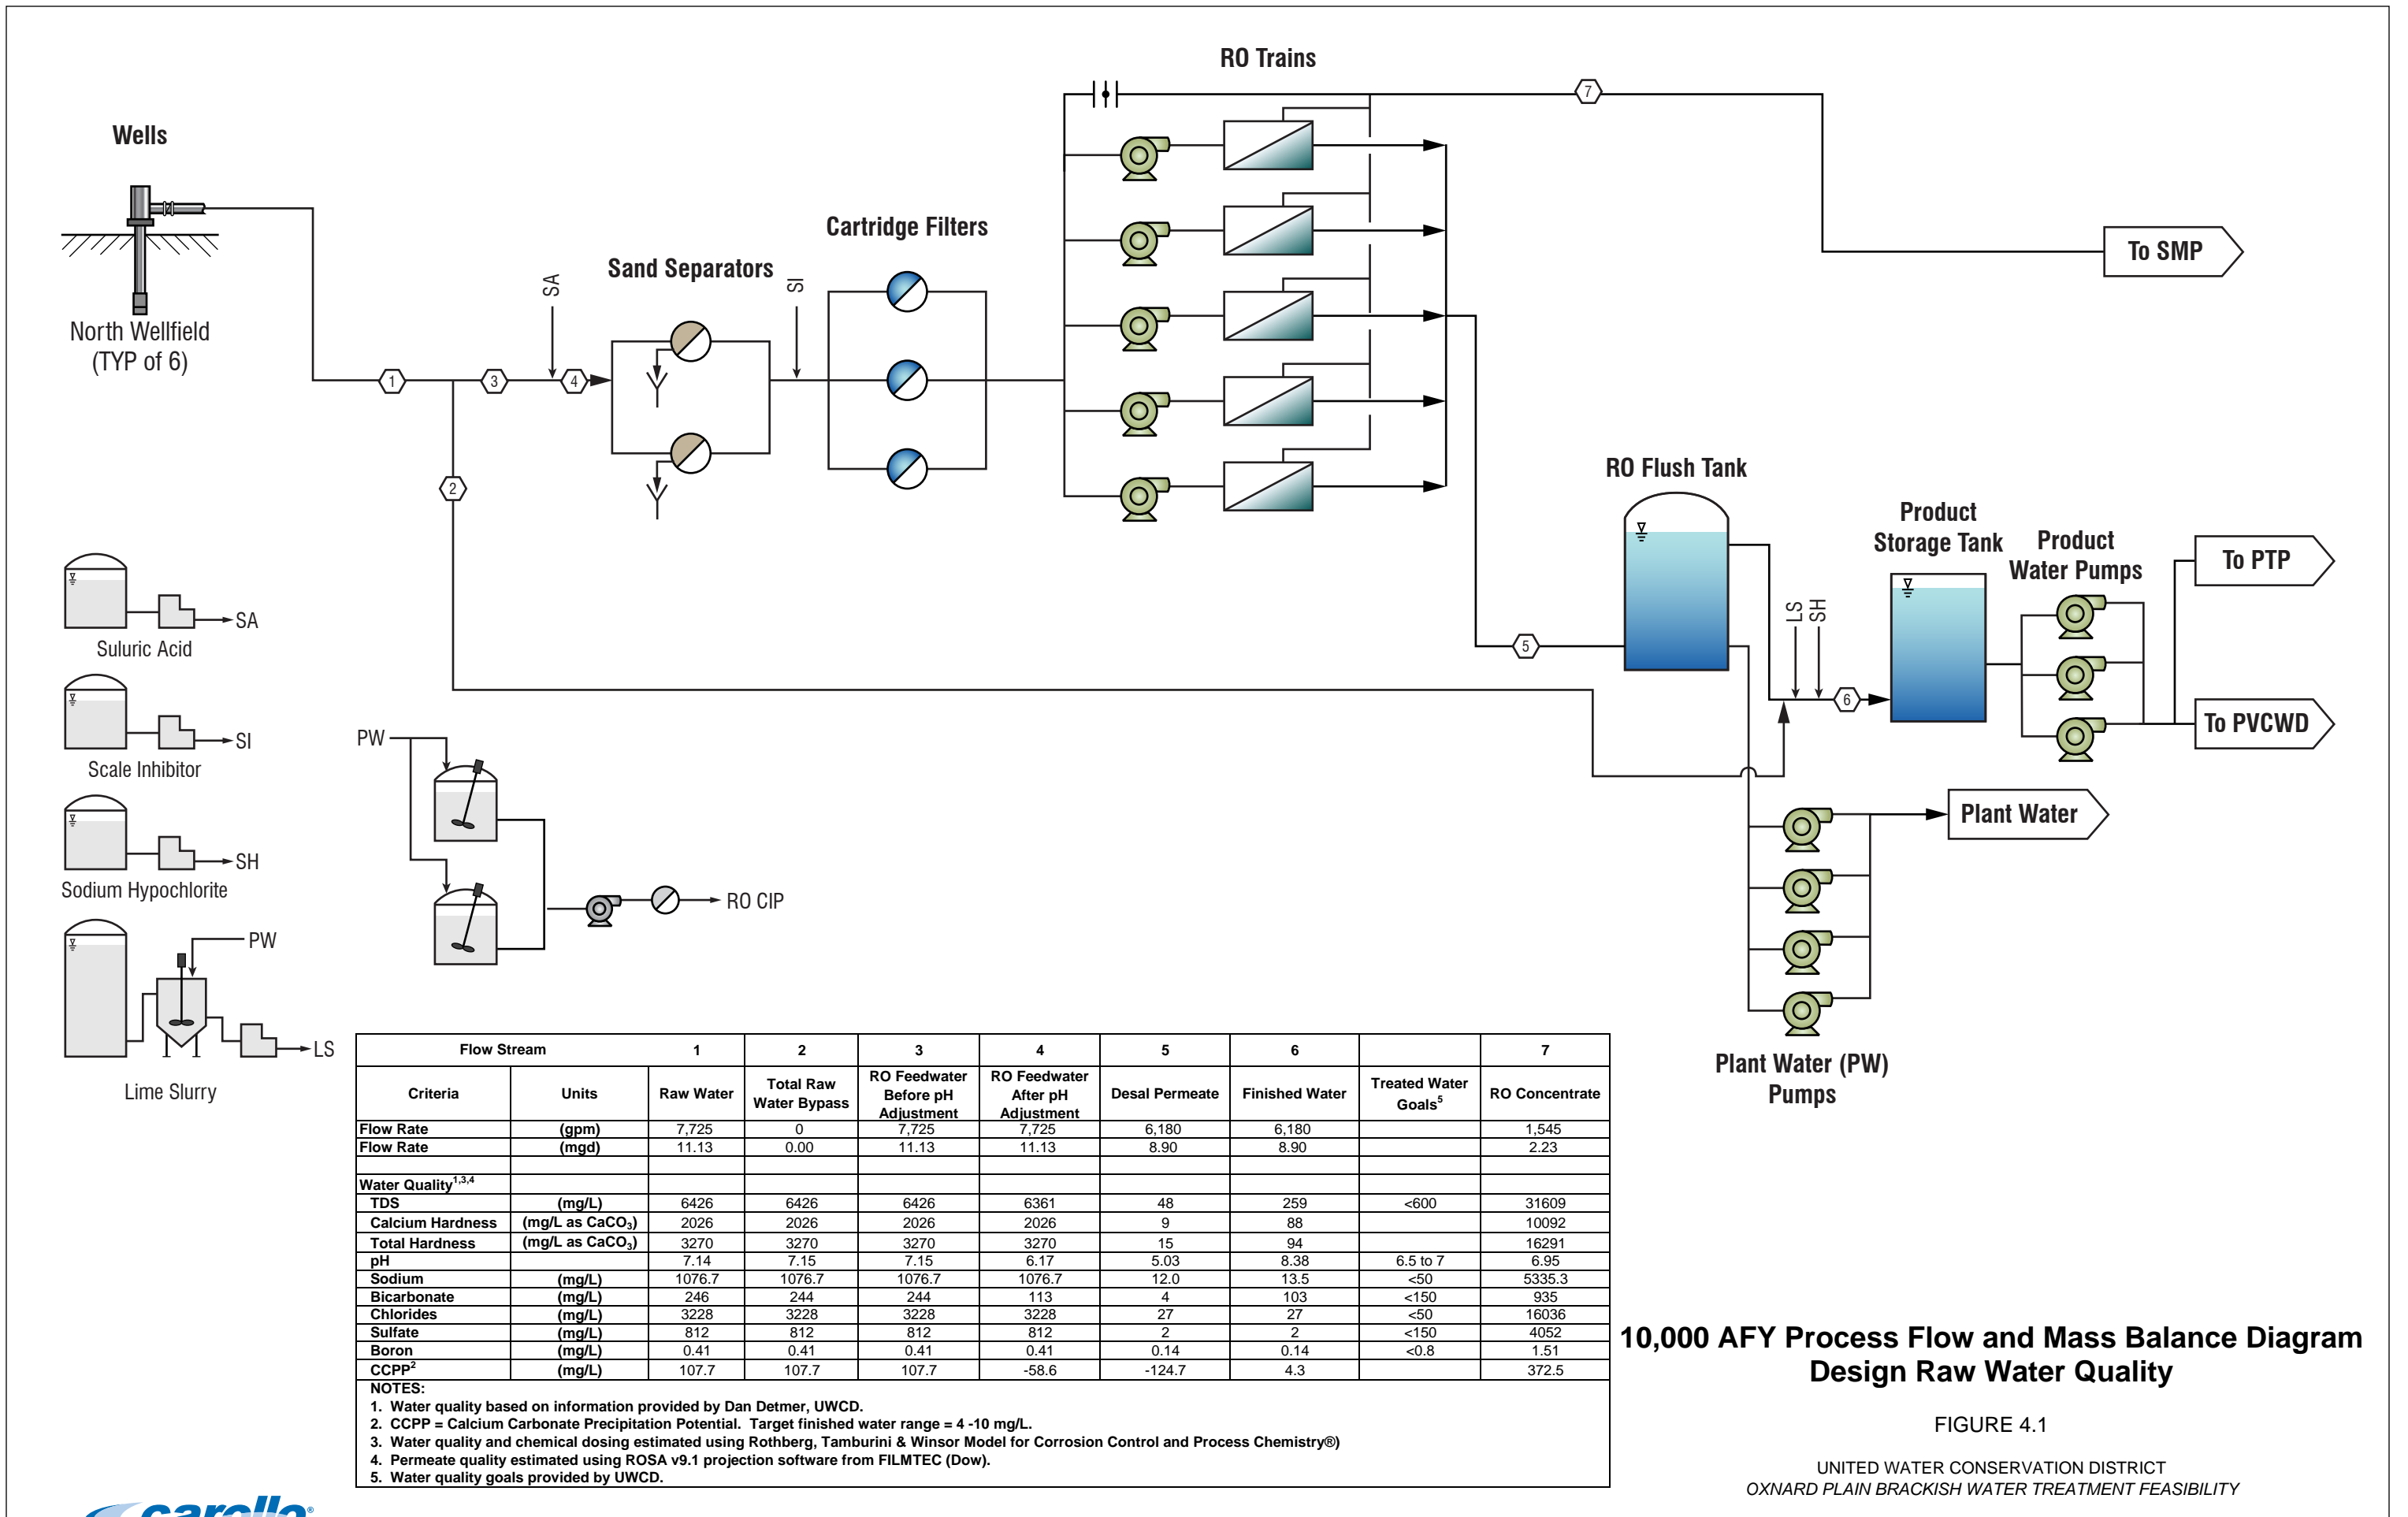 RO Trains
7
Wells
To SMP
Cartridge Filters
Sand Separators
SA
SI
North Wellfield
(TYP of 6)
1
3
4
2
RO Flush Tank
Product
Storage Tank
Product
Water Pumps
To PTP
LS
SH
5
6
To PVCWD
SA
Suluric Acid
SI
Scale Inhibitor
PW
Plant Water
SH
Sodium Hypochlorite
RO CIP
PW
LS
Lime Slurry
Plant Water (PW)
Pumps
Flow Stream 1 2 3 4 5 6 7
Criteria Units Raw Water Total Raw Water Bypass RO Feedwater Before pH Adjustment RO Feedwater After pH Adjustment Desal Permeate Finished Water Treated Water Goals5 RO Concentrate
Flow Rate (gpm) 7,725 0 7,725 7,725 6,180 6,180 1,545
Flow Rate (mgd) 11.13 0.00 11.13 11.13 8.90 8.90 2.23
Water Quality1,3,4
TDS (mg/L) 6426 6426 6426 6361 48 259 <600 31609
Calcium Hardness (mg/L as CaCO3) 2026 2026 2026 2026 9 88 10092
Total Hardness (mg/L as CaCO3) 3270 3270 3270 3270 15 94 16291
pH 7.14 7.15 7.15 6.17 5.03 8.38 6.5 to 7 6.95
Sodium (mg/L) 1076.7 1076.7 1076.7 1076.7 12.0 13.5 <50 5335.3
Bicarbonate (mg/L) 246 244 244 113 4 103 <150 935
Chlorides (mg/L) 3228 3228 3228 3228 27 27 <50 16036
Sulfate (mg/L) 812 812 812 812 2 2 <150 4052
Boron (mg/L) 0.41 0.41 0.41 0.41 0.14 0.14 <0.8 1.51
CCPP2 (mg/L) 107.7 107.7 107.7 -58.6 -124.7 4.3 372.5
NOTES:
1. Water quality based on information provided by Dan Detmer, UWCD.
2. CCPP = Calcium Carbonate Precipitation Potential. Target finished water range = 4 -10 mg/L.
3. Water quality and chemical dosing estimated using Rothberg, Tamburini & Winsor Model for Corrosion Control and Process Chemistry®)
4. Permeate quality estimated using ROSA v9.1 projection software from FILMTEC (Dow).
5. Water quality goals provided by UWCD.
10,000 AFY Process Flow and Mass Balance Diagram
Design Raw Water Quality
FIGURE 4.1
UNITED WATER CONSERVATION DISTRICT
OXNARD PLAIN BRACKISH WATER TREATMENT FEASIBILITY
carollo®